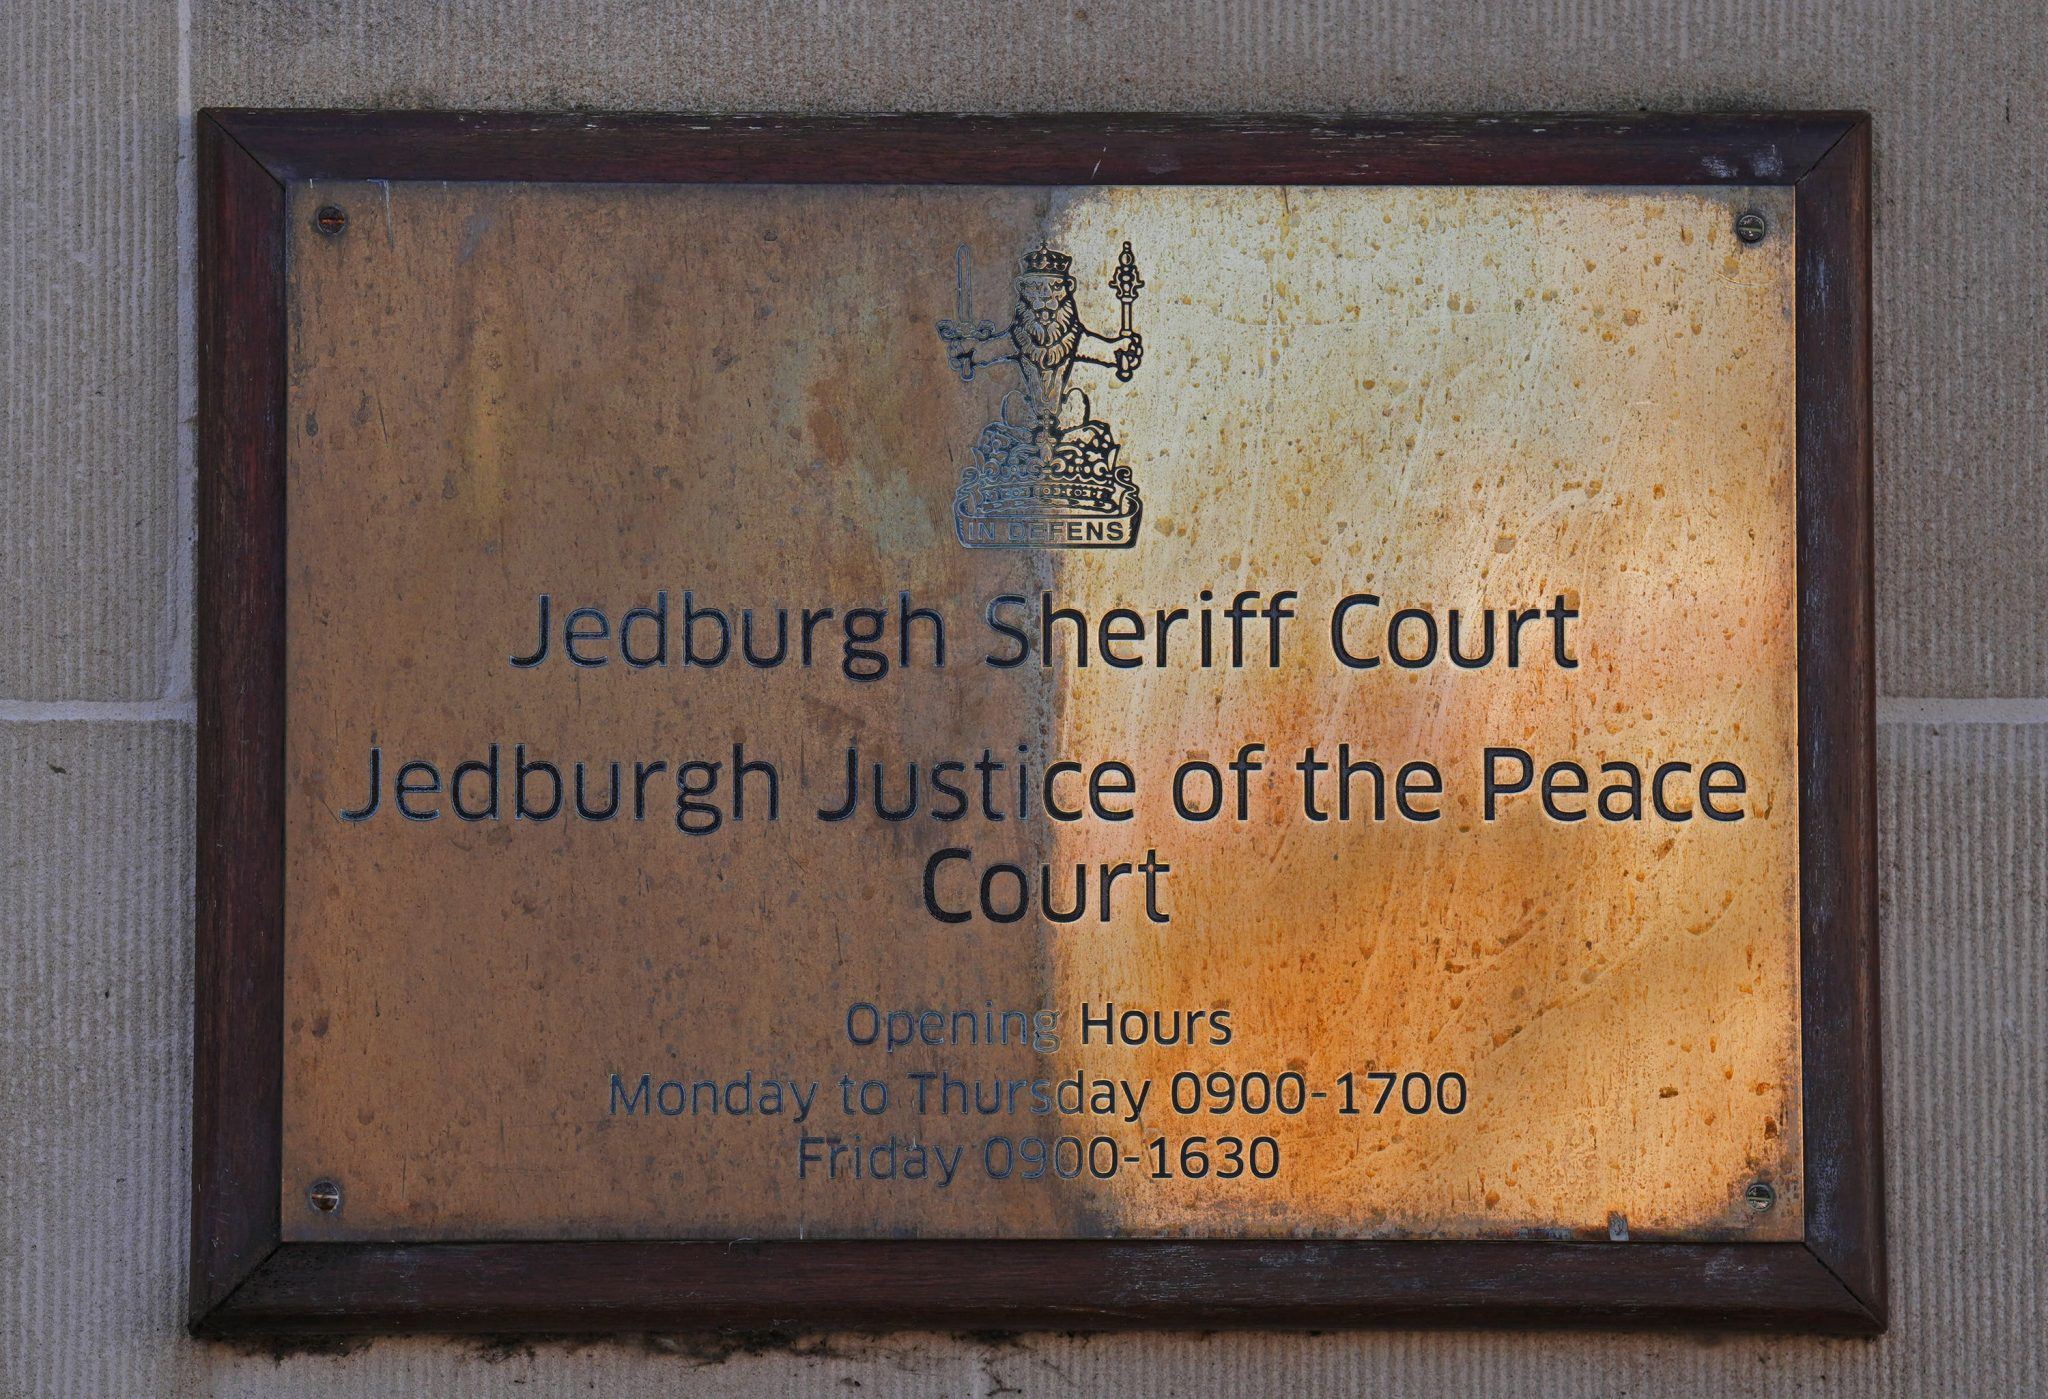 IN DEFENS
Jedburgh Sheriff Court
Jedburgh Justice of the Peace
Court
Opening Hours
Monday to Thursday 0900-1700
Friday 0900-1630